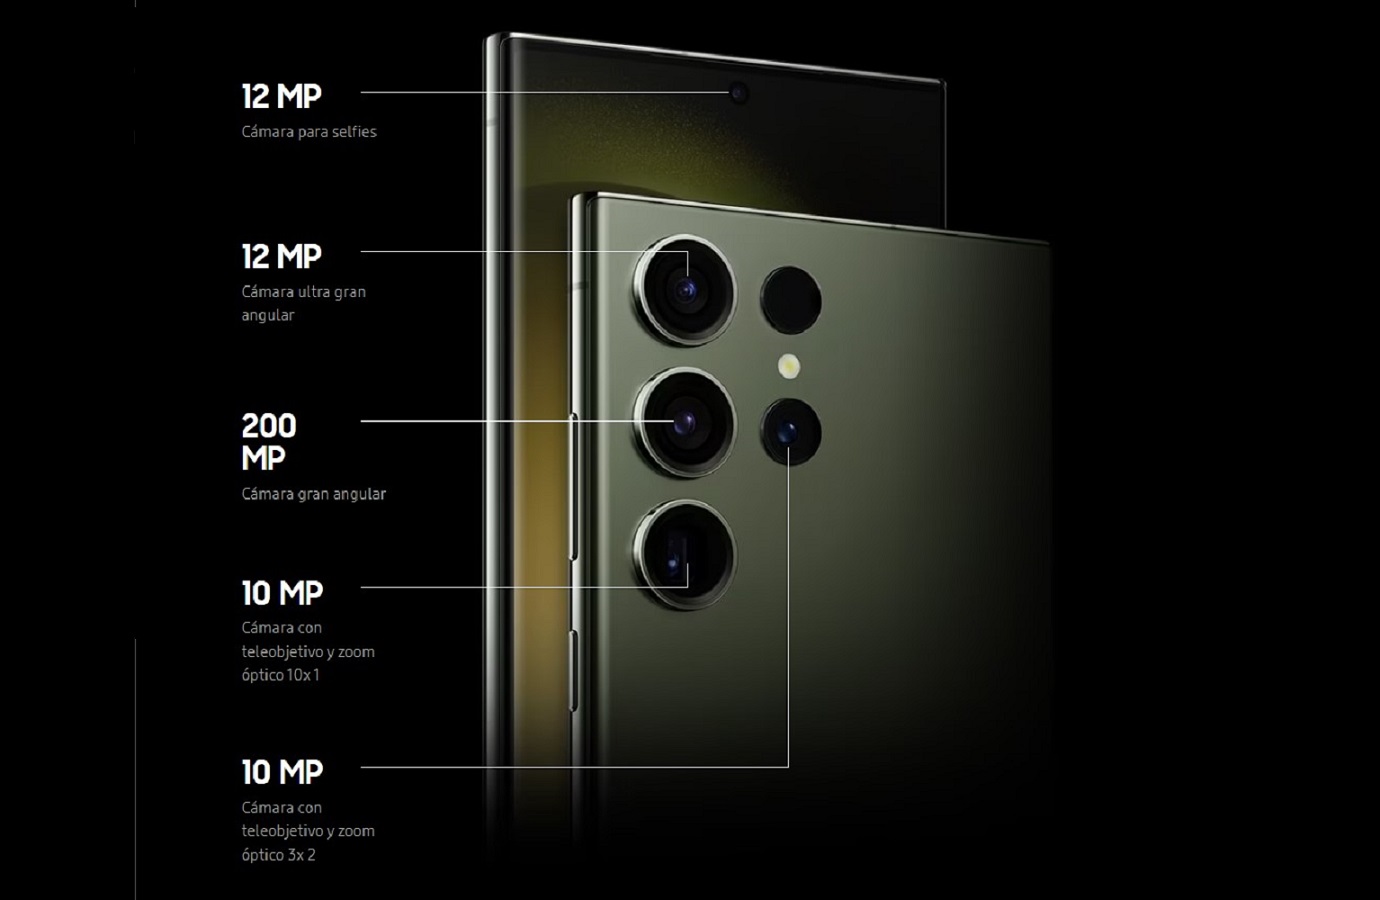 12 MP
Cámara para selfies
12 MP
Cámara ultra gran
angular
200
MP
Cámara gran angular
10 MP
Cámara con
teleobjetivo y zoom
óptico 10x 1
10 MP
Cámara con
teleobjetivo y zoom
óptico 3x 2